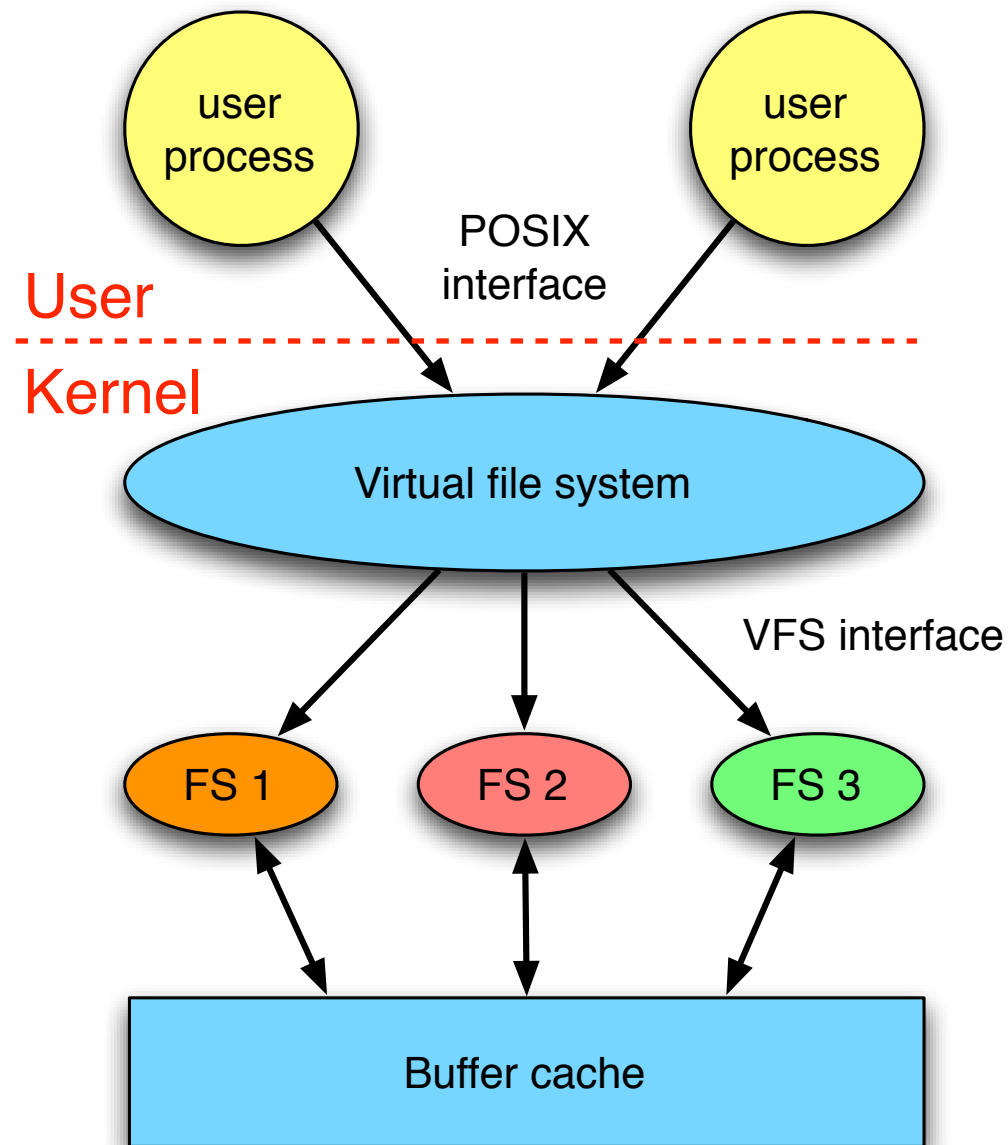 user
process
user
process
POSIX
interface
User
Kernel
Virtual file system
VFS interface
FS 1
FS 2
FS 3
Buffer cache